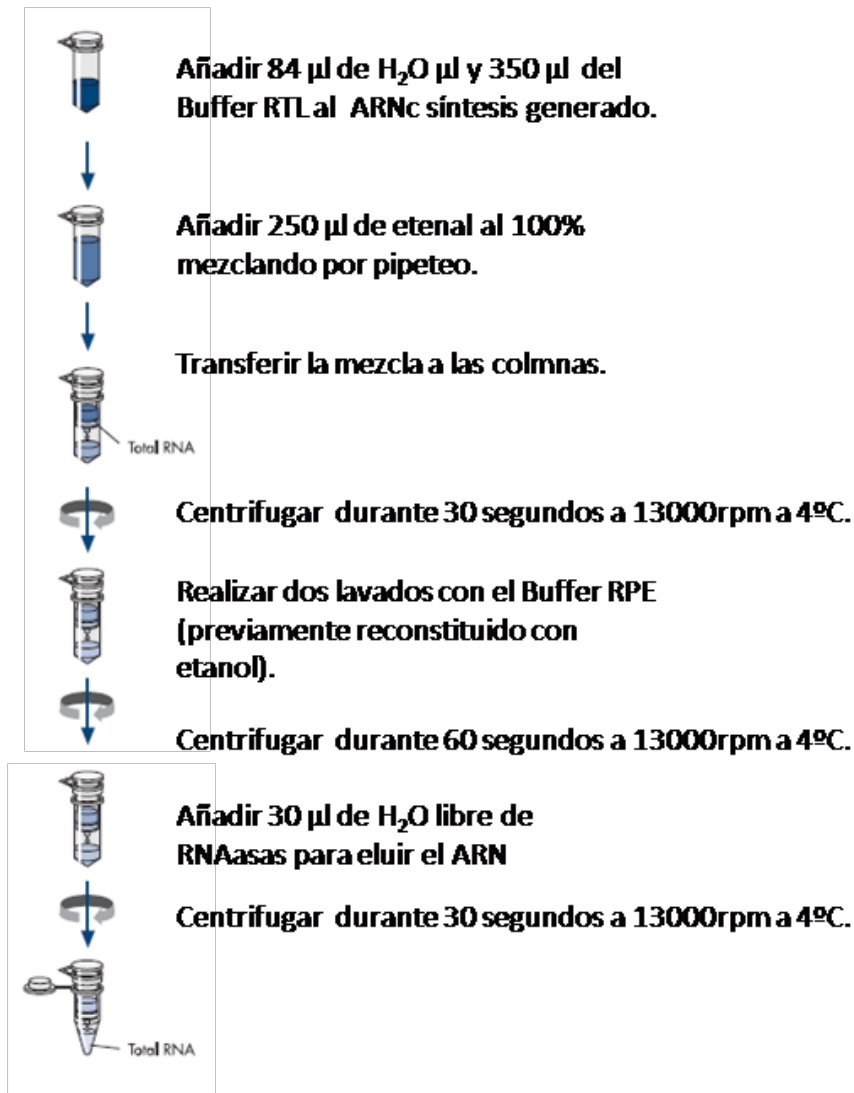 Añadir 84 µl de H₂O µl y 350 µl del
Buffer RTL al ARNc síntesis generado.
Añadir 250 µl de etenal al 100%
mezclando por pipeteo.
Transferir la mezcla a las colmnas.
Total RNA
Centrifugar durante 30 segundos a 13000rpm a 4ºC.
Realizar dos lavados con el Buffer RPE
(previamente reconstituido con
etanol).
Centrifugar durante 60 segundos a 13000rpm a 4ºC.
Añadir 30 µl de H₂O libre de
RNAasas para eluir el ARN
Centrifugar durante 30 segundos a 13000rpm a 4ºC.
Total RNA